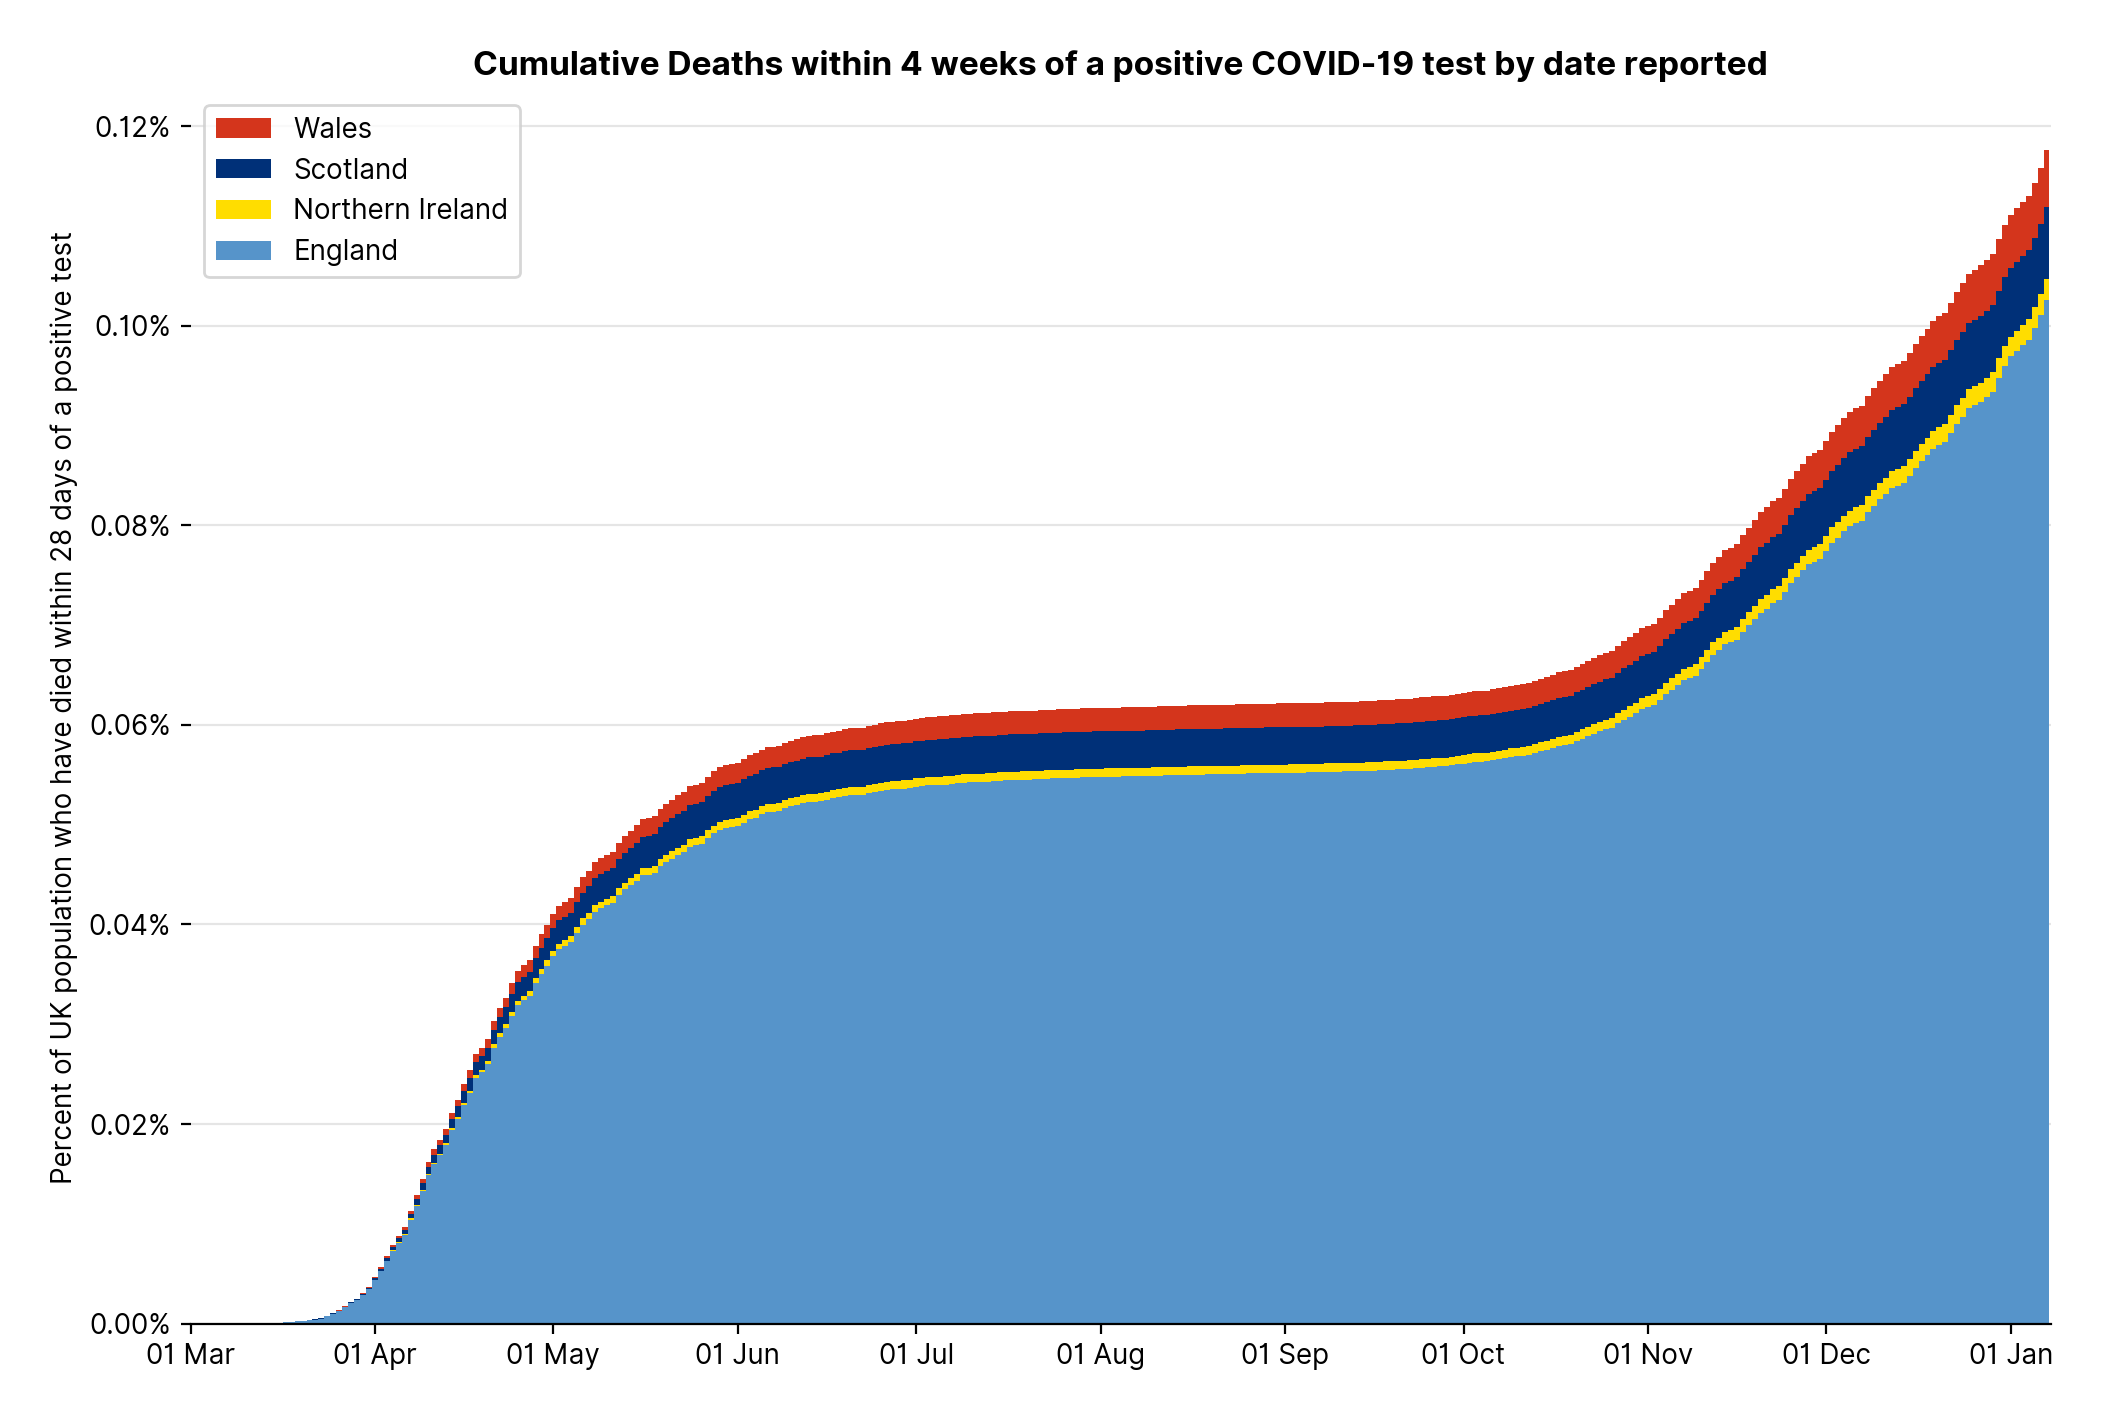 Cumulative Deaths within 4 weeks of a positive COVID-19 test by date reported
Wales
Scotland
Northern Ireland
England
Percent of UK population who have died within 28 days of a positive test
0.12%
0.10%
0.08%
0.06%
0.04%
0.02%
0.00%
01 Mar
01 Apr
01 May
01 Jun
01 Jul
01 Aug
01 Sep
01 Oct
01 Nov
01 Dec
01 Jan